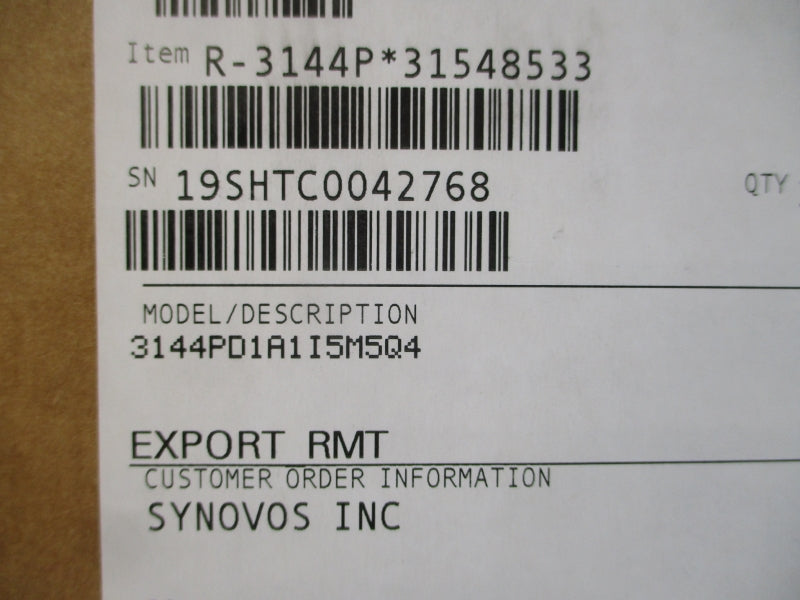 Item R-3144P*31548533
SN 19SHTC0042768
QTY
MODEL/DESCRIPTION
3144PD1A1I5M5Q4
EXPORT RMT
CUSTOMER ORDER INFORMATION
SYNOVOS INC